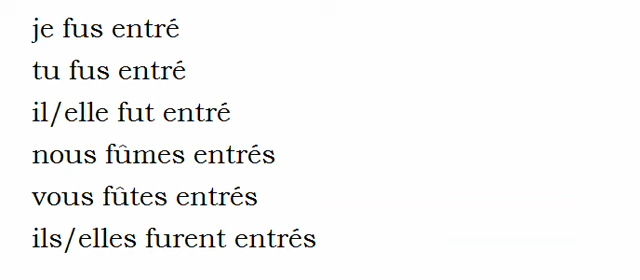 je fus entré
tu fus entré
il/elle fut entré
nous fûmes entrés
vous fûtes entrés
ils/elles furent entrés